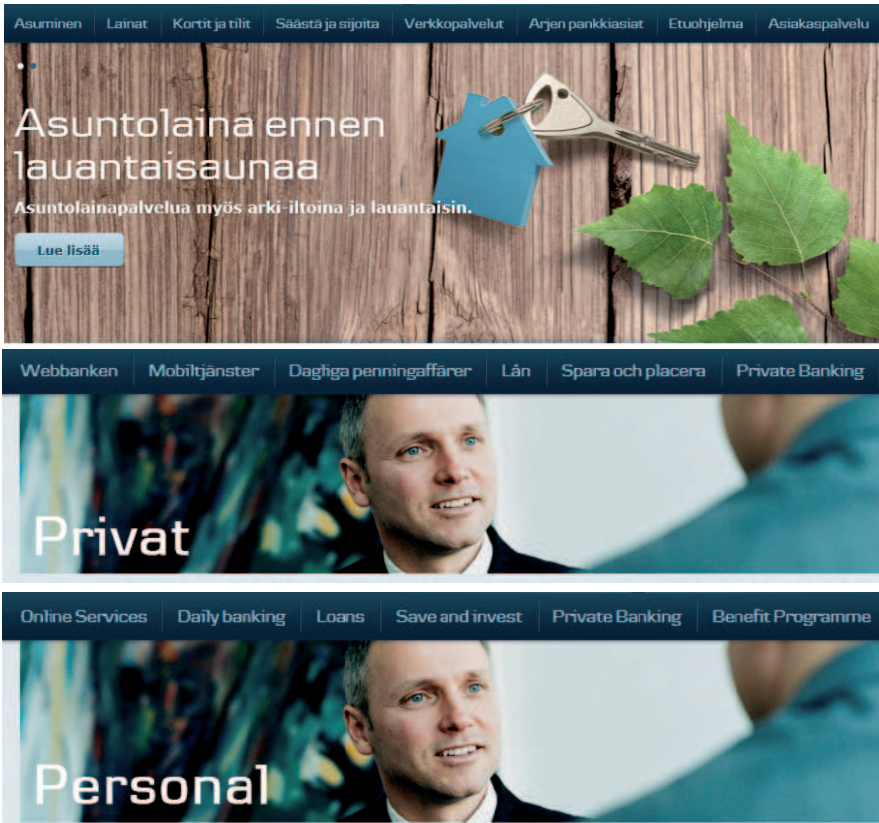 Asuminen Lainat Kortit ja tilit Säästä ja sijoita Verkkopalvelut Arjen pankkiasiat Etuohjelma Asiakaspalvelu
Asuntolaina ennen
lauantaisaunaa
Asuntolainapalvelua myös arki-iltoina ja lauantaisin.
Lue lisää
Webbanken Mobiltjänster Dagliga penningaffärer Lån Spara och placera Private Banking
Privat
Online Services Daily banking Loans Save and invest Private Banking Benefit Programme
Personal